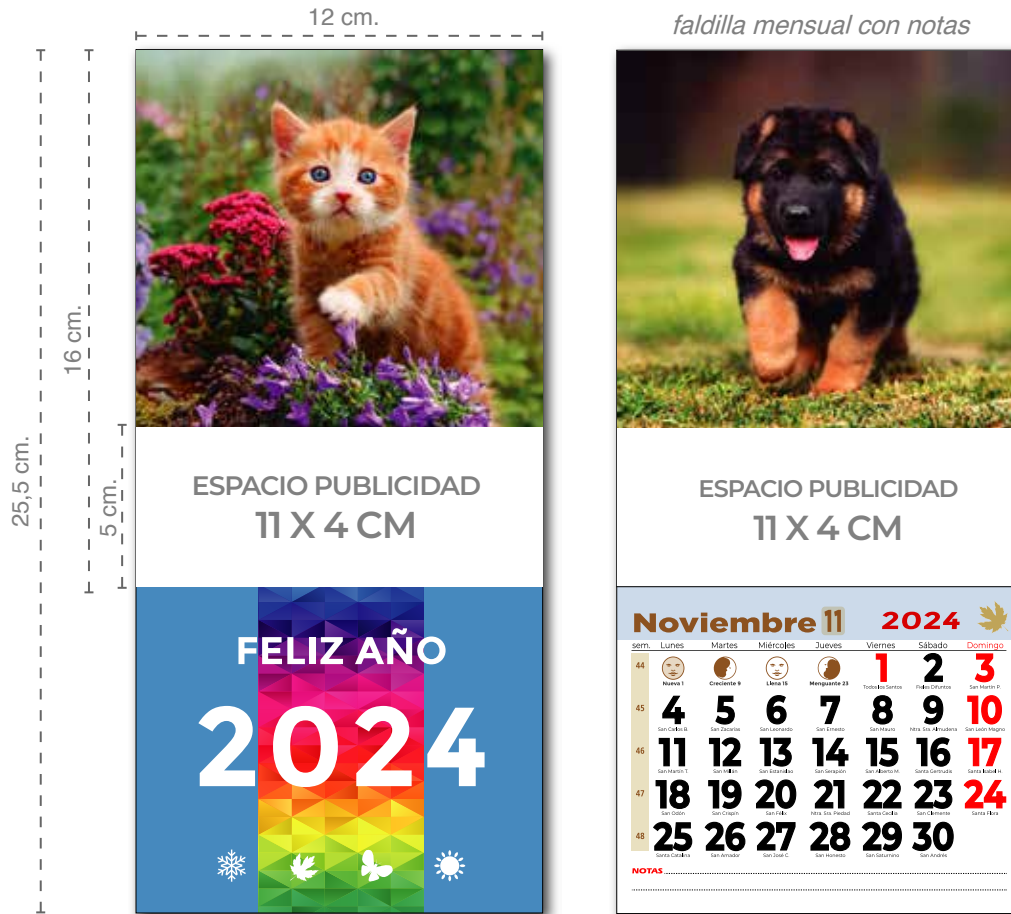 12 cm.
25,5 cm.
16 cm.
5 cm.
ESPACIO PUBLICIDAD
11 X 4 CM
FELIZ AÑO
2024
faldilla mensual con notas
ESPACIO PUBLICIDAD
11 X 4 CM
Noviembre 11 2024
sem. Lunes Martes Miércoles Jueves Viernes Sábado Domingo
44 1 2 3
Nueva 1 Creciente 9 Llena 15 Menguante 23 Todos los Santos Fieles Difuntos San Martín P.
45 4 5 6 7 8 9 10
San Carlos B. San Zacarías San Leonardo San Ernesto San Mauro Ntra. Sra. Almudena San León Magno
46 11 12 13 14 15 16 17
San Martín T. San Millán San Estanislao San Serapión San Alberto M. Santa Gertrudis Santa Isabel H
47 18 19 20 21 22 23 24
San Odón San Crispín San Félix Ntra. Sra. Piedad Santa Cecilia San Clemente Santa Flora
48 25 26 27 28 29 30
Santa Catalina San Amador San José C. San Honesto San Saturnino San Andrés
NOTAS